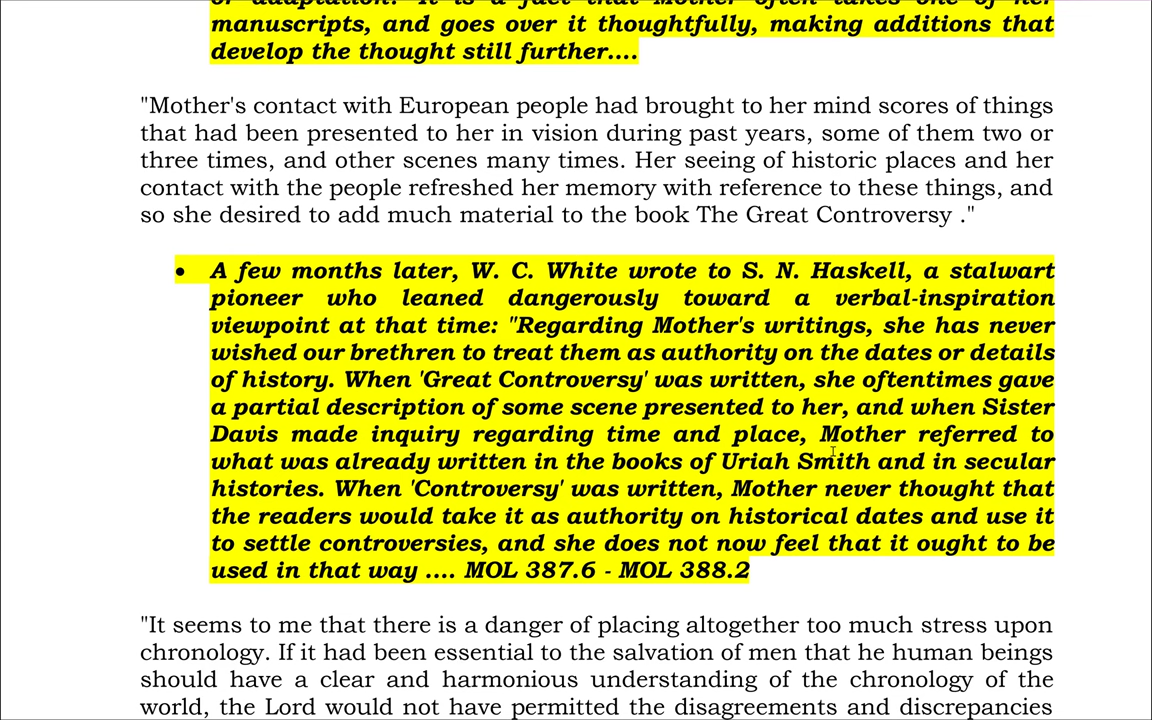 or adaptation. It is a fact that Mother often takes one of her
manuscripts, and goes over it thoughtfully, making additions that
develop the thought still further....
"Mother's contact with European people had brought to her mind scores of things
that had been presented to her in vision during past years, some of them two or
three times, and other scenes many times. Her seeing of historic places and her
contact with the people refreshed her memory with reference to these things, and
so she desired to add much material to the book The Great Controversy ."
• A few months later, W. C. White wrote to S. N. Haskell, a stalwart
pioneer who leaned dangerously toward a verbal-inspiration
viewpoint at that time: "Regarding Mother's writings, she has never
wished our brethren to treat them as authority on the dates or details
of history. When 'Great Controversy' was written, she oftentimes gave
a partial description of some scene presented to her, and when Sister
Davis made inquiry regarding time and place, Mother referred to
what was already written in the books of Uriah Smith and in secular
histories. When 'Controversy' was written, Mother never thought that
the readers would take it as authority on historical dates and use it
to settle controversies, and she does not now feel that it ought to be
used in that way .... MOL 387.6 - MOL 388.2
"It seems to me that there is a danger of placing altogether too much stress upon
chronology. If it had been essential to the salvation of men that he human beings
should have a clear and harmonious understanding of the chronology of the
world, the Lord would not have permitted the disagreements and discrepancies